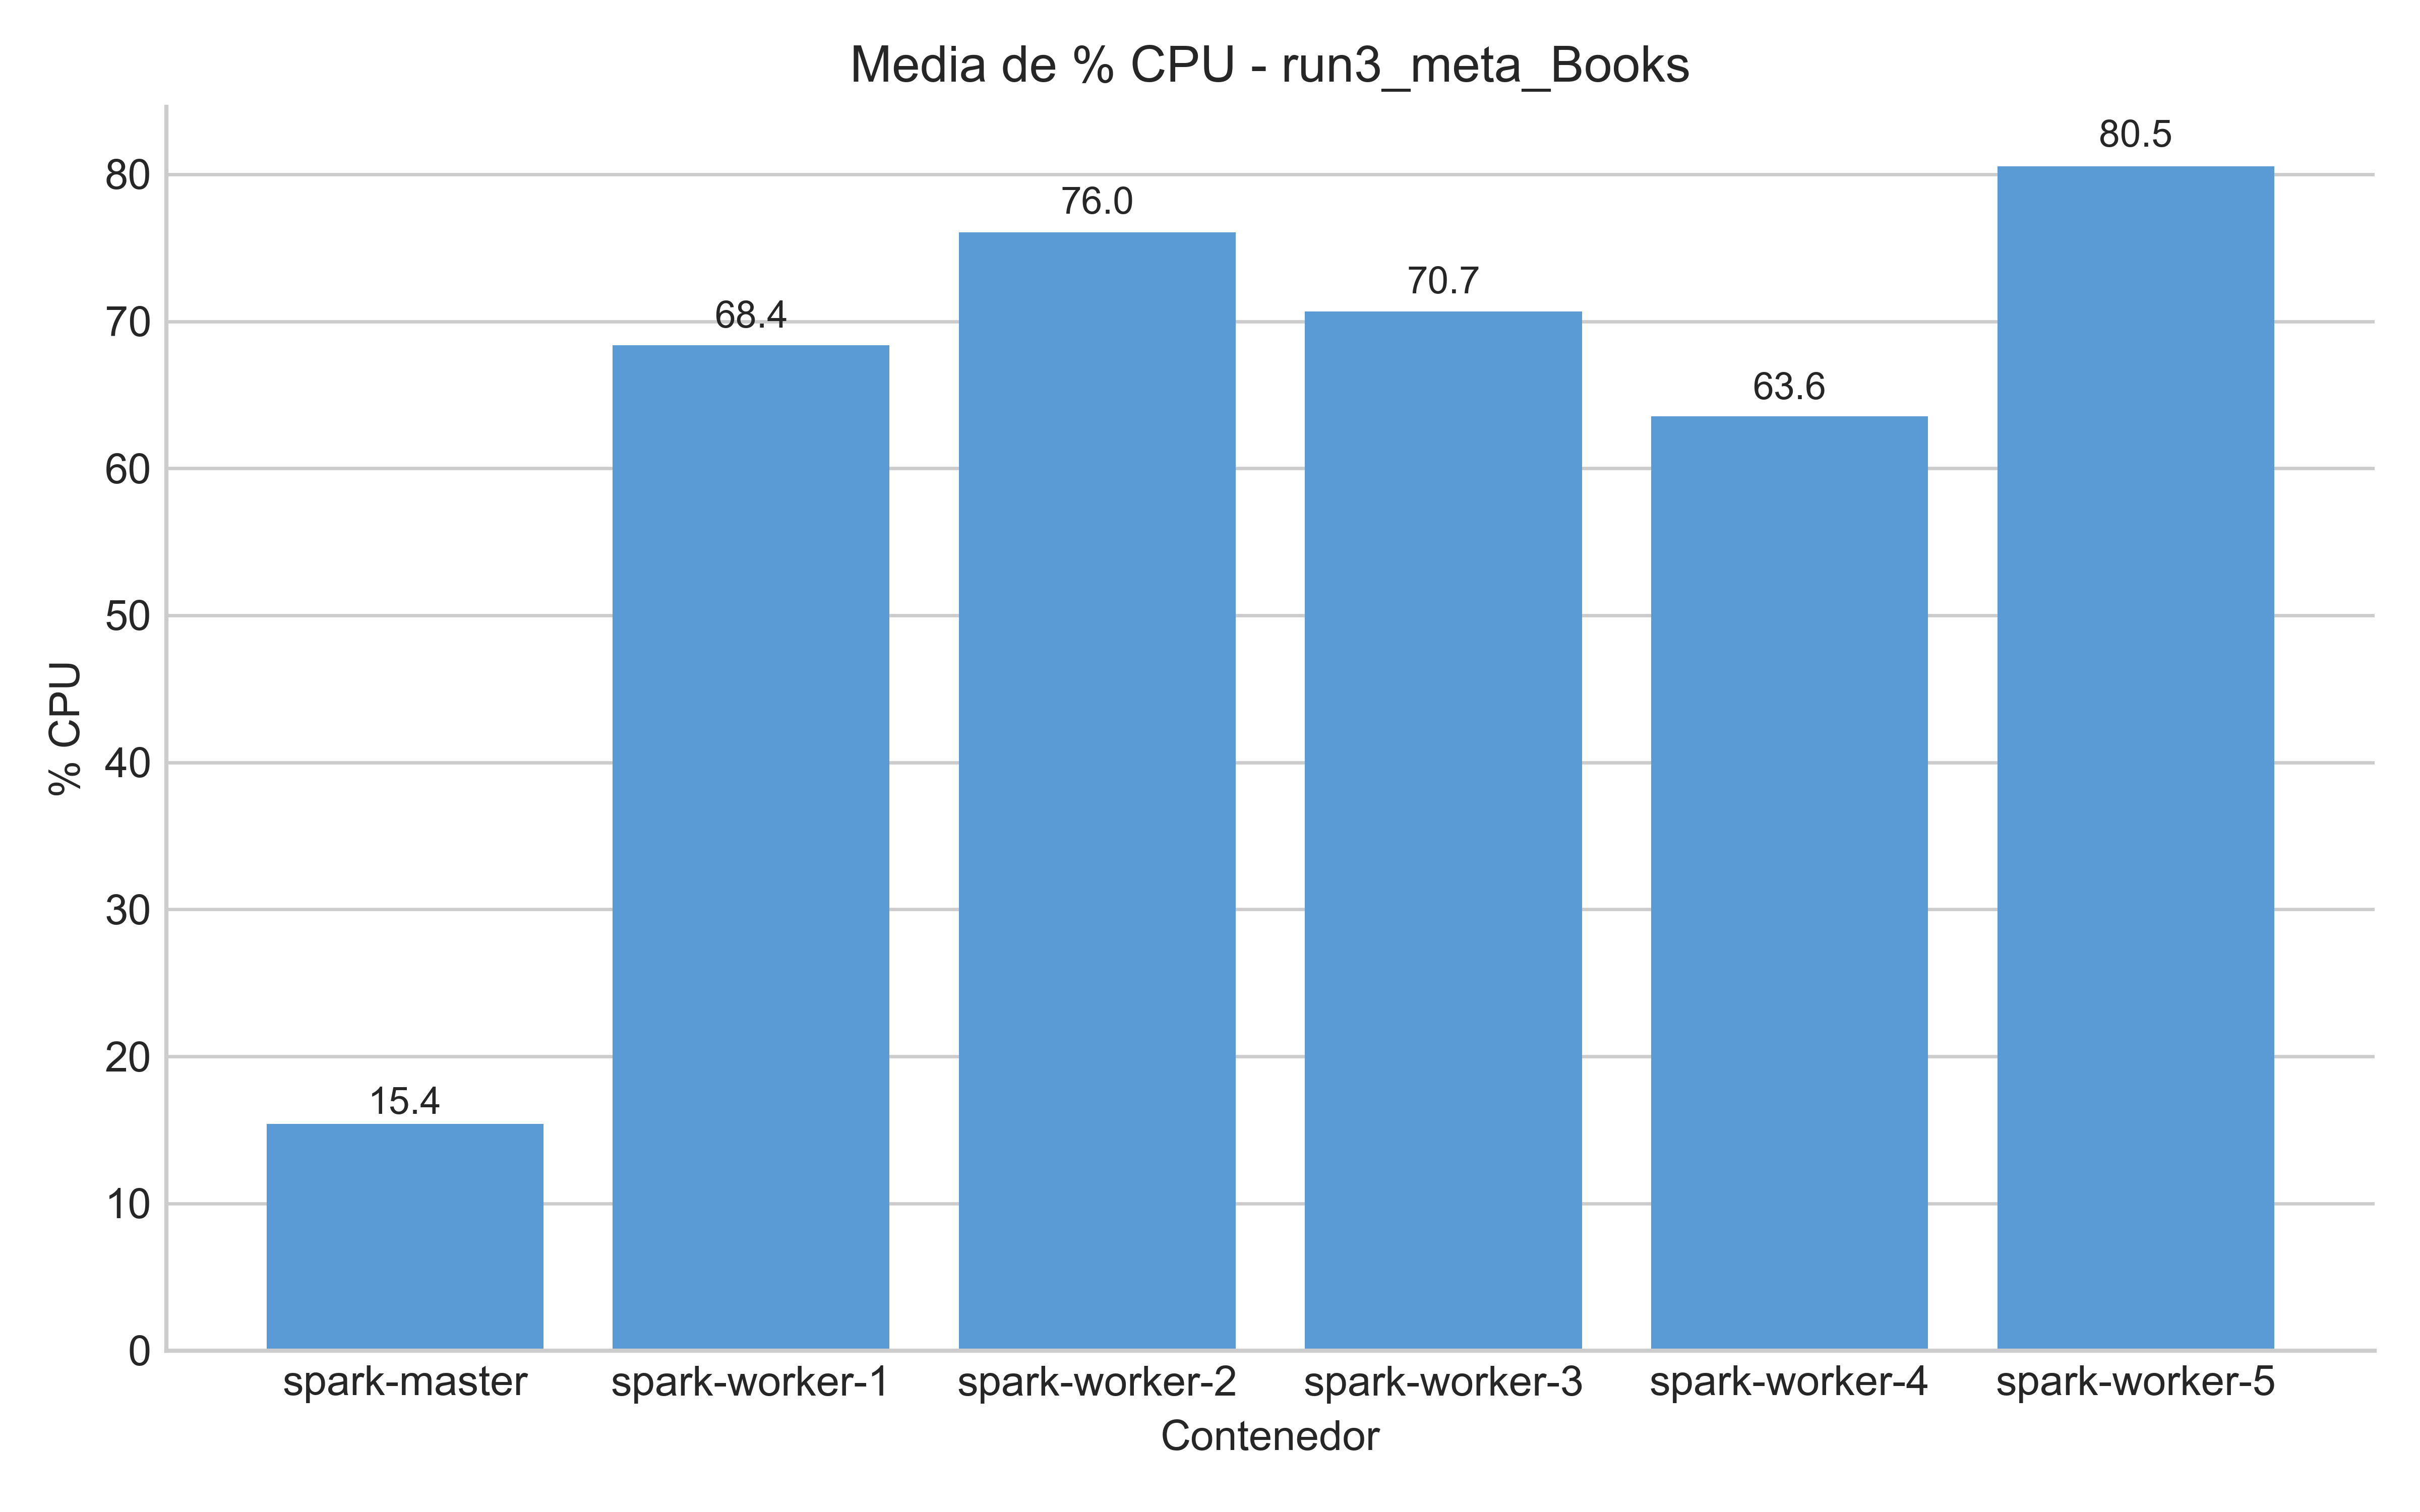 Media de % CPU - run3_meta_Books
% CPU
80
70
60
50
40
30
20
10
0
15.4
68.4
76.0
70.7
63.6
80.5
spark-master
spark-worker-1
spark-worker-2
spark-worker-3
spark-worker-4
spark-worker-5
Contenedor